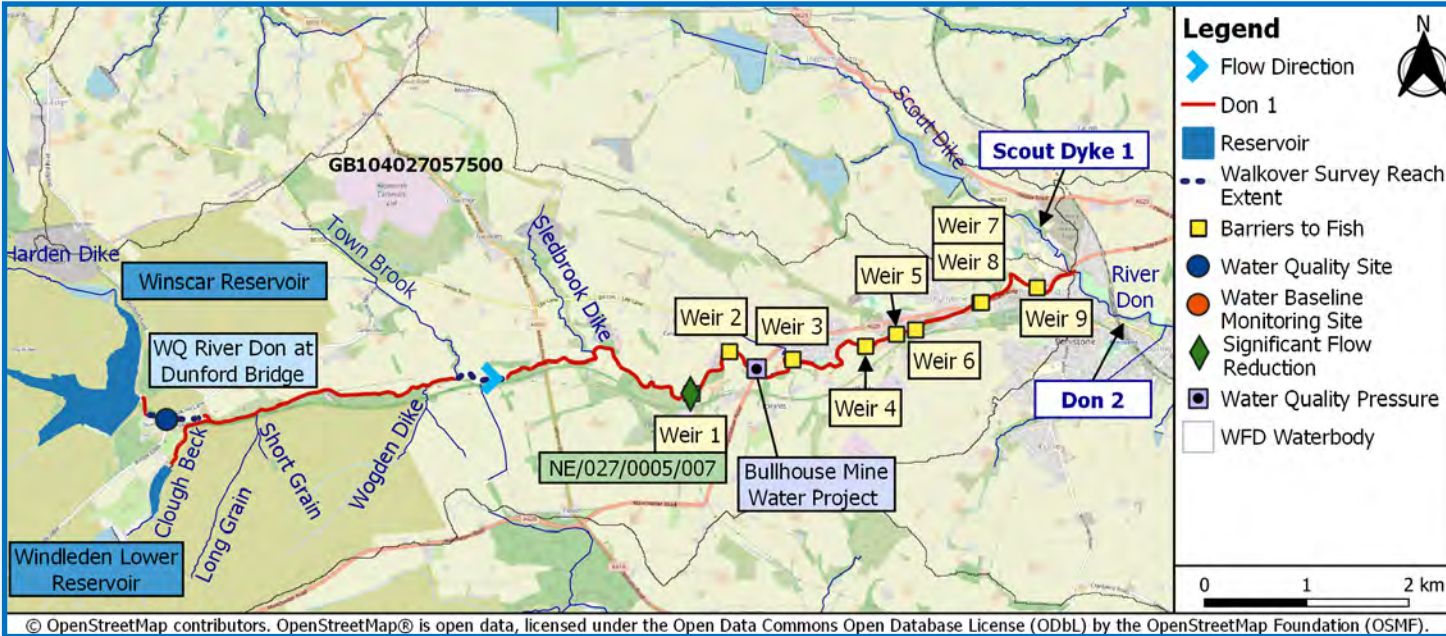 GB104027057500
Scout Dike
Scout Dyke 1
Harden Dike
Winscar Reservoir
Town Brook
Sledbrook Dike
Weir 7
Weir 8
Weir 5
River
Don
Weir 2
Weir 3
Weir 9
WQ River Don at
Dunford Bridge
Weir 6
Weir 4
Don 2
Weir 1
NE/027/0005/007
Bullhouse Mine
Water Project
Clough Beck
Short Grain
Long Grain
Wogden Dike
Windleden Lower
Reservoir
Legend
N
Flow Direction
Don 1
Reservoir
Walkover Survey Reach
Extent
Barriers to Fish
Water Quality Site
Water Baseline
Monitoring Site
Significant Flow
Reduction
Water Quality Pressure
WFD Waterbody
0 1 2 km
© OpenStreetMap contributors. OpenStreetMap® is open data, licensed under the Open Data Commons Open Database License (ODbL) by the OpenStreetMap Foundation (OSMF).